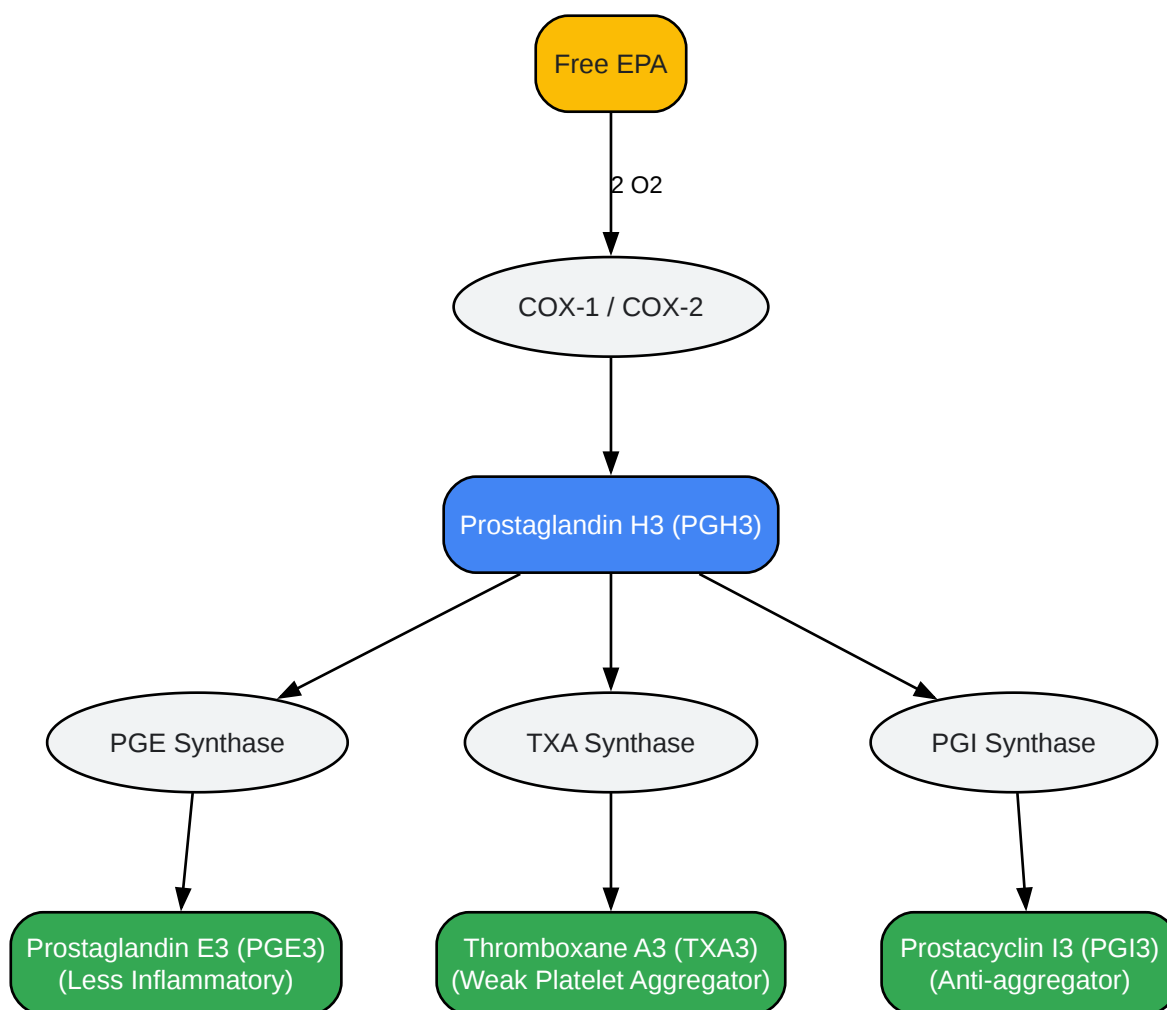 Free EPA
2 O2
COX-1 / COX-2
Prostaglandin H3 (PGH3)
PGE Synthase
TXA Synthase
PGI Synthase
Prostaglandin E3 (PGE3)
(Less Inflammatory)
Thromboxane A3 (TXA3)
(Weak Platelet Aggregator)
Prostacyclin I3 (PGI3)
(Anti-aggregator)